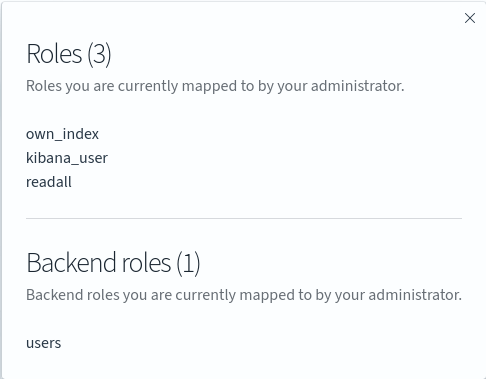 Roles (3)
Roles you are currently mapped to by your administrator.
own_index
kibana_user
readall
Backend roles (1)
Backend roles you are currently mapped to by your administrator.
users